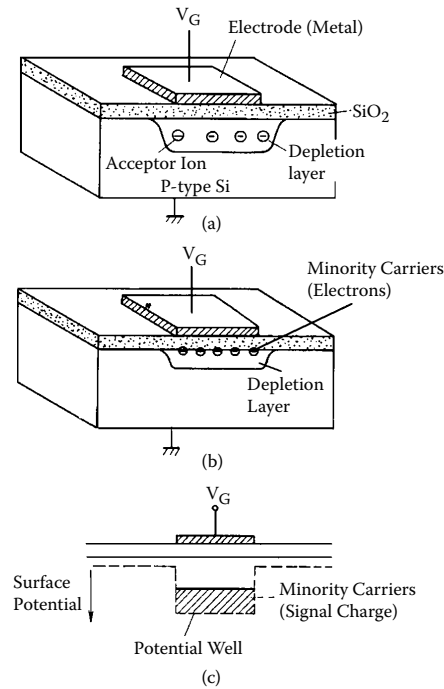 V_G
Electrode (Metal)
SiO₂
Acceptor Ion
Depletion
layer
P-type Si
(a)
V_G
Minority Carriers
(Electrons)
Depletion
Layer
(b)
V_G
Surface
Potential
Minority Carriers
(Signal Charge)
Potential Well
(c)